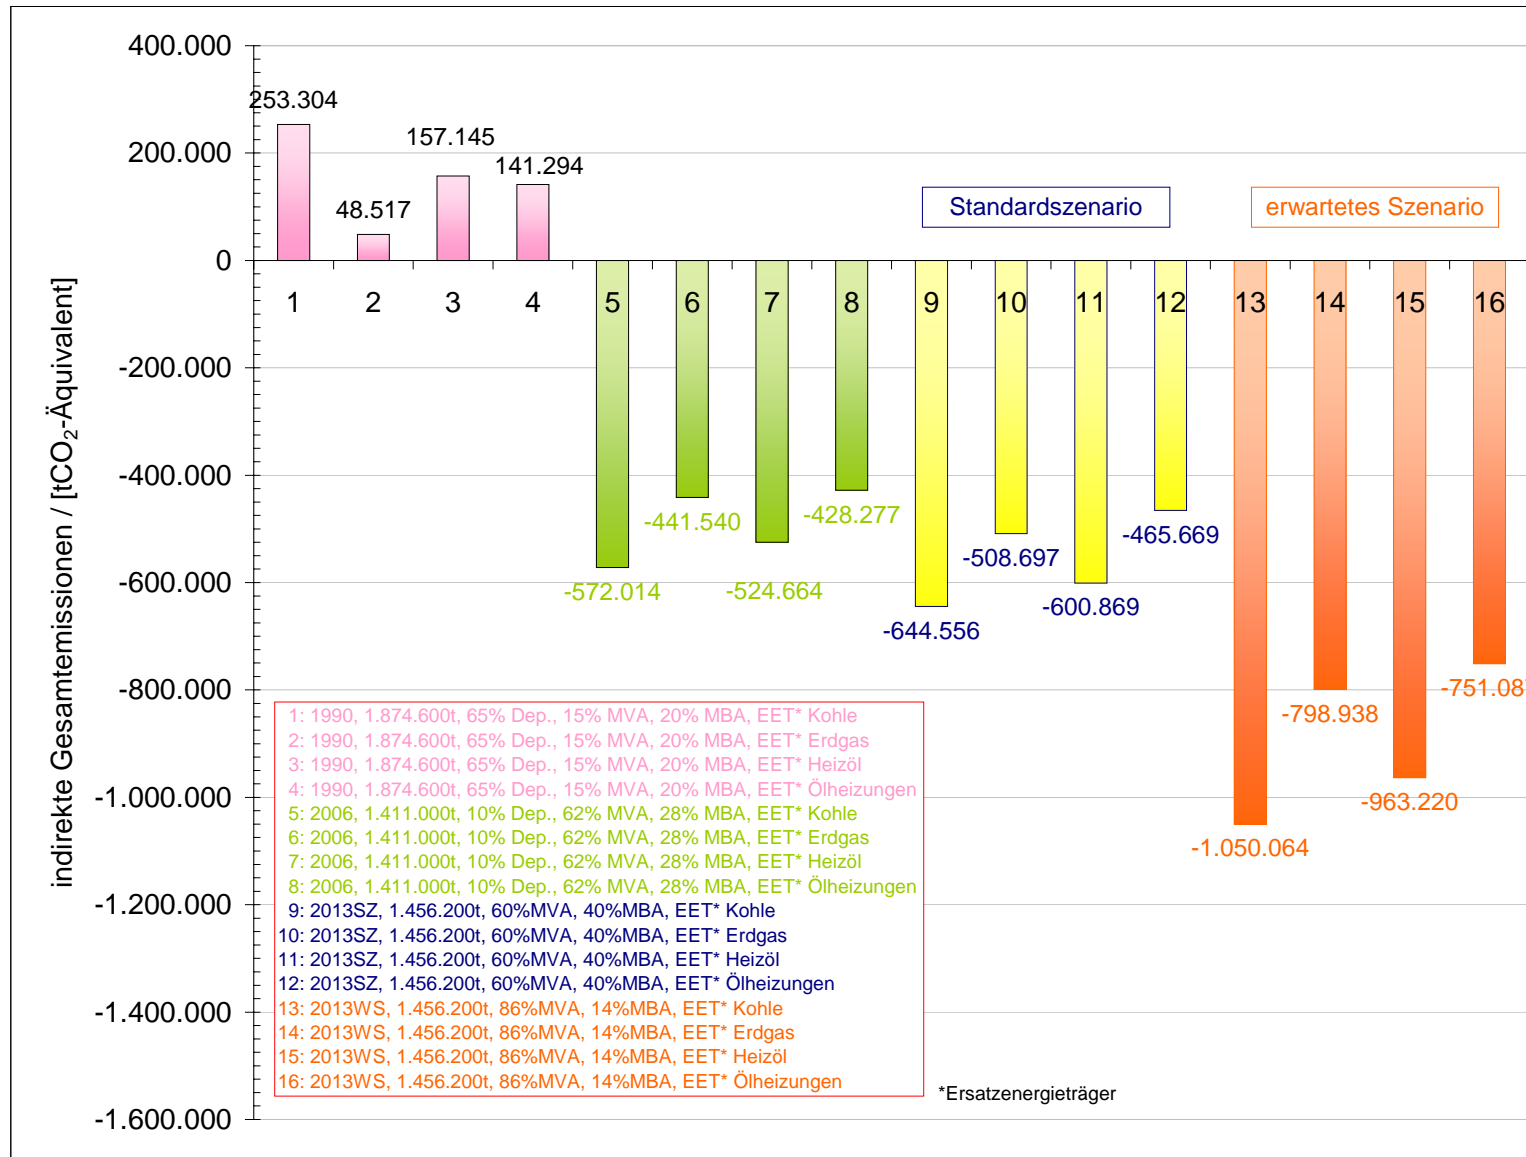 400.000
253.304
157.145
200.000
141.294
48.517
Standardszenario
erwartetes Szenario
0
1 2 3 4 5 6 7 8 9 10 11 12 13 14 15 16
indirekte Gesamtemissionen / [tCO₂-Äquivalent]
-200.000
-400.000
-441.540
-428.277
-465.669
-508.697
-600.000
-572.014
-524.664
-600.869
-644.556
-800.000
-751.08
-798.938
-963.220
-1.050.064
1: 1990, 1.874.600t, 65% Dep., 15% MVA, 20% MBA, EET* Kohle
2: 1990, 1.874.600t, 65% Dep., 15% MVA, 20% MBA, EET* Erdgas
3: 1990, 1.874.600t, 65% Dep., 15% MVA, 20% MBA, EET* Heizöl
4: 1990, 1.874.600t, 65% Dep., 15% MVA, 20% MBA, EET* Ölheizungen
5: 2006, 1.411.000t, 10% Dep., 62% MVA, 28% MBA, EET* Kohle
6: 2006, 1.411.000t, 10% Dep., 62% MVA, 28% MBA, EET* Erdgas
7: 2006, 1.411.000t, 10% Dep., 62% MVA, 28% MBA, EET* Heizöl
8: 2006, 1.411.000t, 10% Dep., 62% MVA, 28% MBA, EET* Ölheizungen
9: 2013SZ, 1.456.200t, 60%MVA, 40%MBA, EET* Kohle
10: 2013SZ, 1.456.200t, 60%MVA, 40%MBA, EET* Erdgas
11: 2013SZ, 1.456.200t, 60%MVA, 40%MBA, EET* Heizöl
12: 2013SZ, 1.456.200t, 60%MVA, 40%MBA, EET* Ölheizungen
13: 2013WS, 1.456.200t, 86%MVA, 14%MBA, EET* Kohle
14: 2013WS, 1.456.200t, 86%MVA, 14%MBA, EET* Erdgas
15: 2013WS, 1.456.200t, 86%MVA, 14%MBA, EET* Heizöl
16: 2013WS, 1.456.200t, 86%MVA, 14%MBA, EET* Ölheizungen
-1.000.000
-1.200.000
-1.400.000
-1.600.000
*Ersatzenergieträger